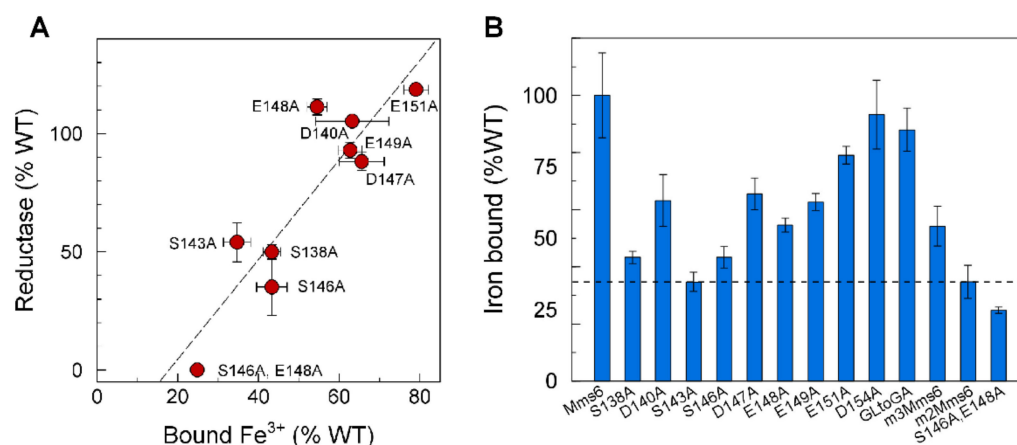 A
Reductase (% WT)
100
50
0
E148A
E151A
D140A
E149A
D147A
S143A
S138A
S146A
S146A, E148A
0
20
40
60
80
Bound Fe³⁺ (% WT)
B
Iron bound (%WT)
100
75
50
25
0
Mms6
S138A
D140A
S143A
S146A
D147A
E148A
E149A
E151A
D154A
GLtoGA
m3Mms6
m2Mms6
S146A,E148A